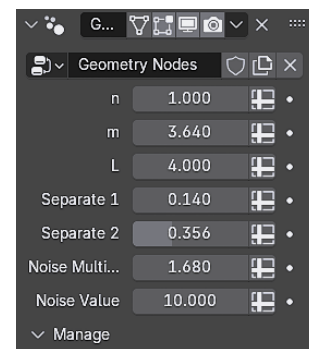 G...
Geometry Nodes
n 1.000
m 3.640
L 4.000
Separate 1 0.140
Separate 2 0.356
Noise Multi... 1.680
Noise Value 10.000
Manage